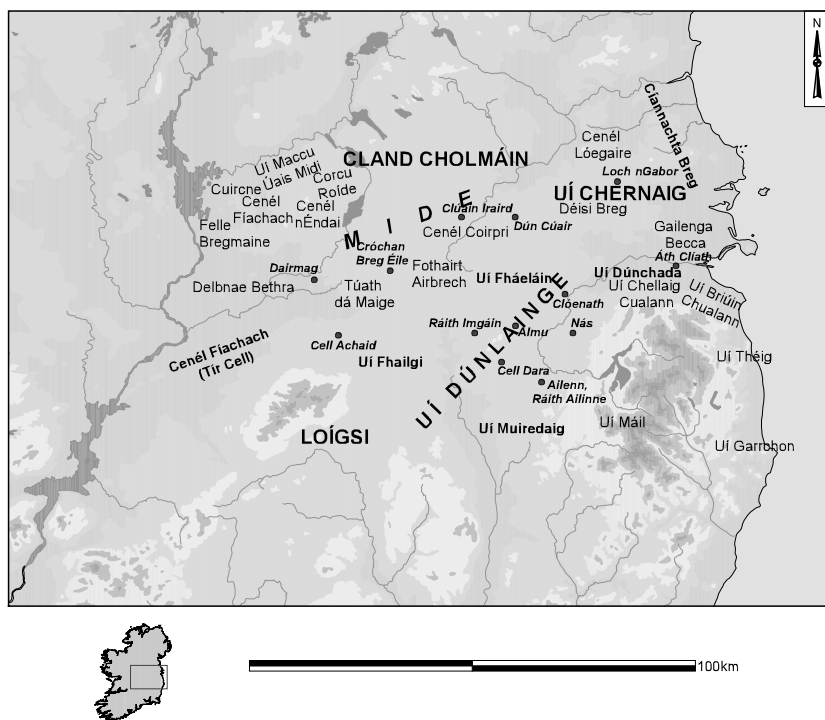 N
Cíannachta Breg
Cenél
Lóegaire
Loch nGabor
UÍ CHERNAIG
Déisi Breg
CLAND CHOLMÁIN
Uí Maccu
Úais Midi
Corcu
Roíde
Cuircne
Cenél
Fíachach
Cenél
nÉndai
Felle
Bregmaine
MIDE
Clúain Iraird
Cenél Coirpri
Dún Cúair
Gailenga
Becca
Áth Clíath
Cróchan
Breg Éile
Dairmag
Delbnae Bethra
Túath
dá Maige
Fothairt
Airbrech
Uí Fháeláin
Uí Dúnchada
Uí Chellaig
Cualann
Uí Briúin
Chualann
Clóenath
UÍ DÚNLAINGE
Ráith Imgáin
Almu
Nás
Cenél Fíachach
(Tír Cell)
Cell Achaid
Uí Fhailgi
Cell Dara
Ailenn,
Ráith Ailinne
Uí Théig
LOÍGSI
Uí Muiredaig
Uí Máil
Uí Garrchon
100km